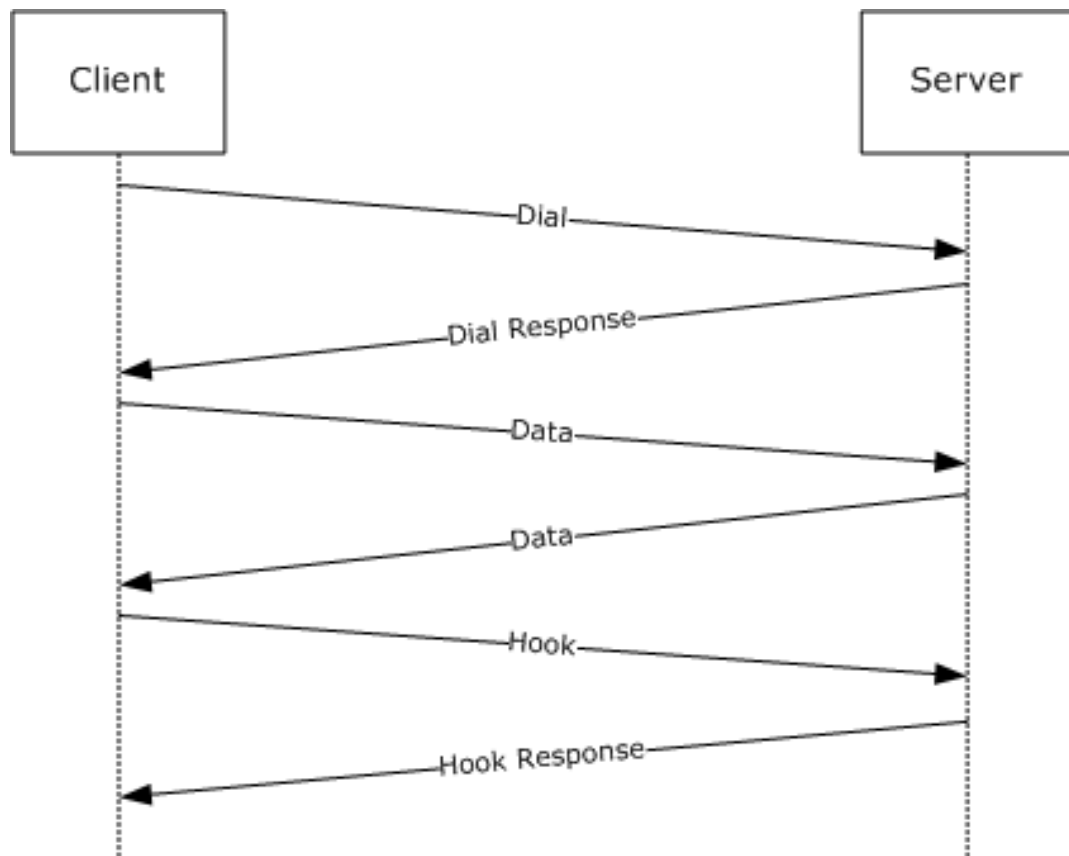 Client
Server
Dial
Dial Response
Data
Data
Hook
Hook Response